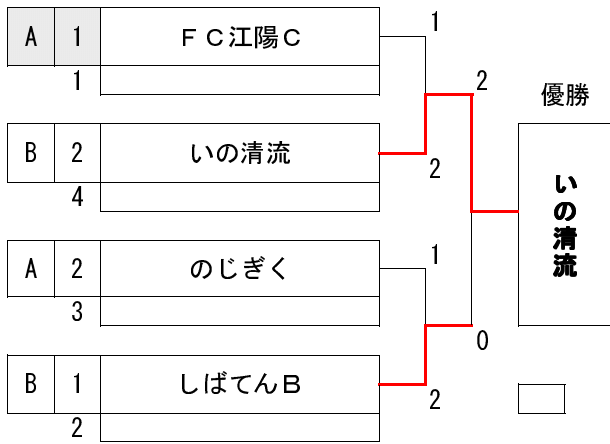 A 1 ＦＣ江陽Ｃ 1
1
2
優勝
B 2 いの清流 2
4
いの清流
A 2 のじぎく 1
3
0
B 1 しばてんＢ 2
2